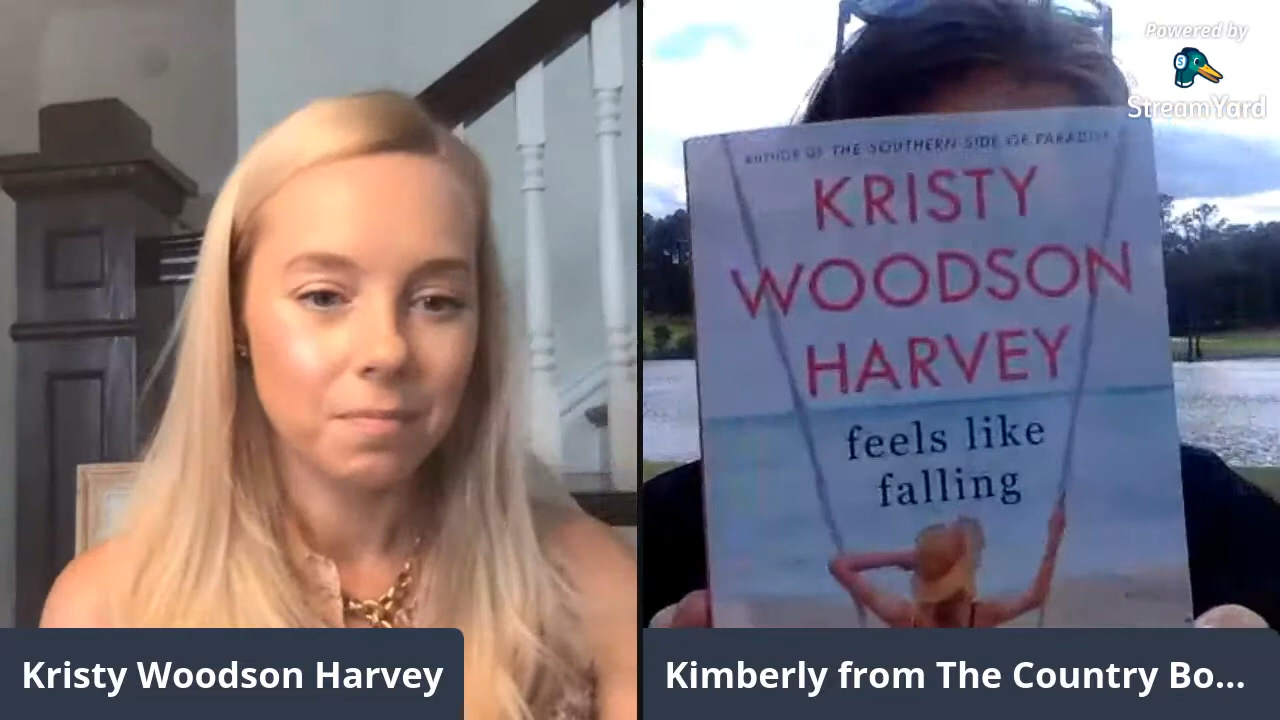 Powered by
StreamYard
AUTHOR OF THE SOUTHERN SIDE OF PARADISE
KRISTY
WOODSON
HARVEY
feels like
falling
Kristy Woodson Harvey
Kimberly from The Country Bo...